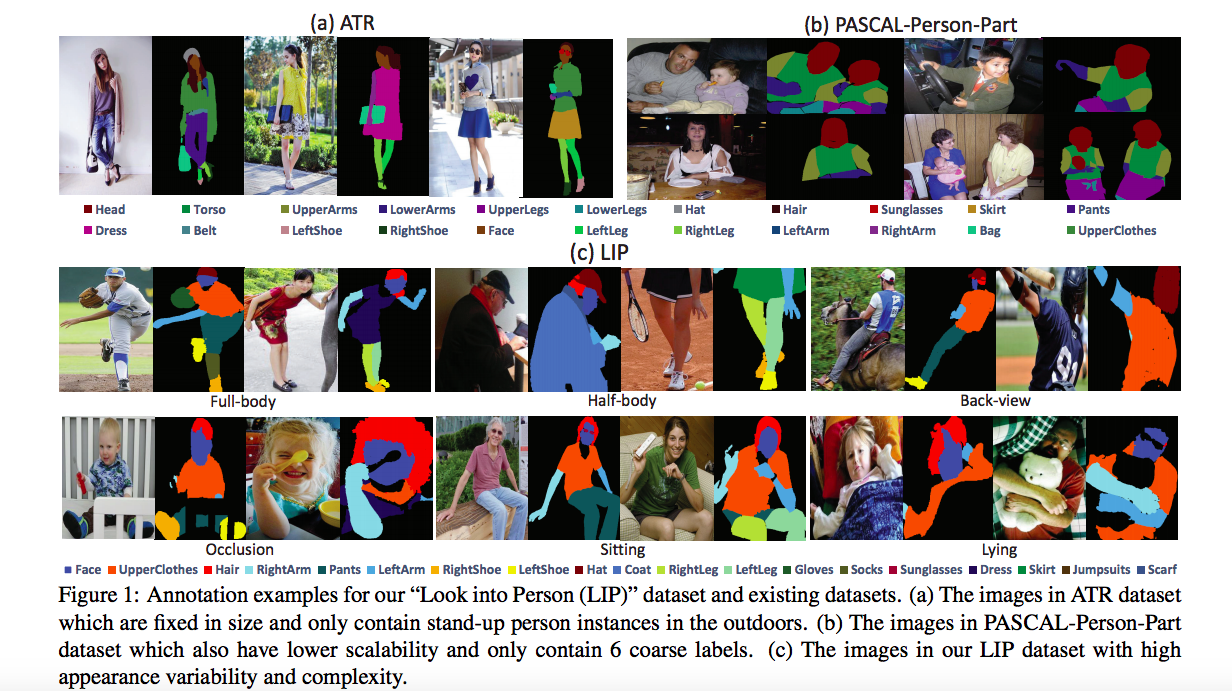 (a) ATR
(b) PASCAL-Person-Part
Head Torso UpperArms LowerArms UpperLegs LowerLegs Hat Hair Sunglasses Skirt Pants
Dress Belt LeftShoe RightShoe Face LeftLeg RightLeg LeftArm RightArm Bag UpperClothes
(c) LIP
Full-body Half-body Back-view
Occlusion Sitting Lying
Face UpperClothes Hair RightArm Pants LeftArm RightShoe LeftShoe Hat Coat RightLeg LeftLeg Gloves Socks Sunglasses Dress Skirt Jumpsuits Scarf
Figure 1: Annotation examples for our “Look into Person (LIP)” dataset and existing datasets. (a) The images in ATR dataset
which are fixed in size and only contain stand-up person instances in the outdoors. (b) The images in PASCAL-Person-Part
dataset which also have lower scalability and only contain 6 coarse labels. (c) The images in our LIP dataset with high
appearance variability and complexity.